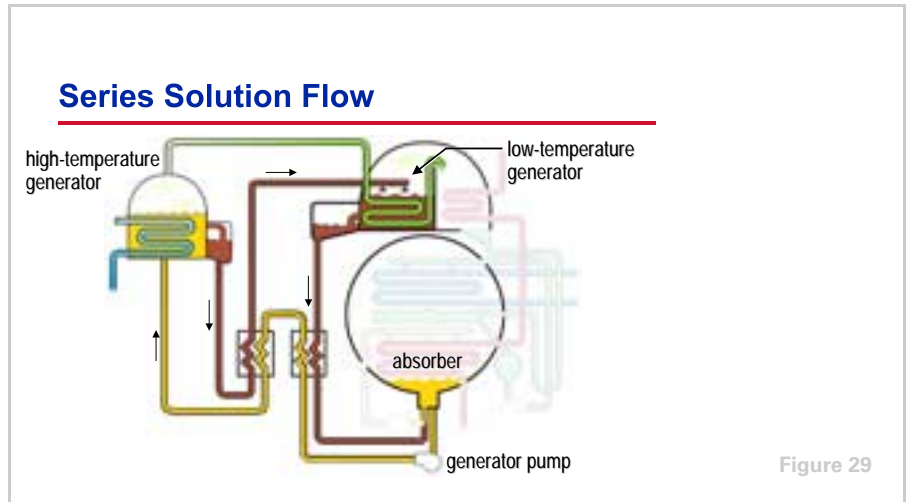 Series Solution Flow
high-temperature
generator
low-temperature
generator
absorber
generator pump
Figure 29